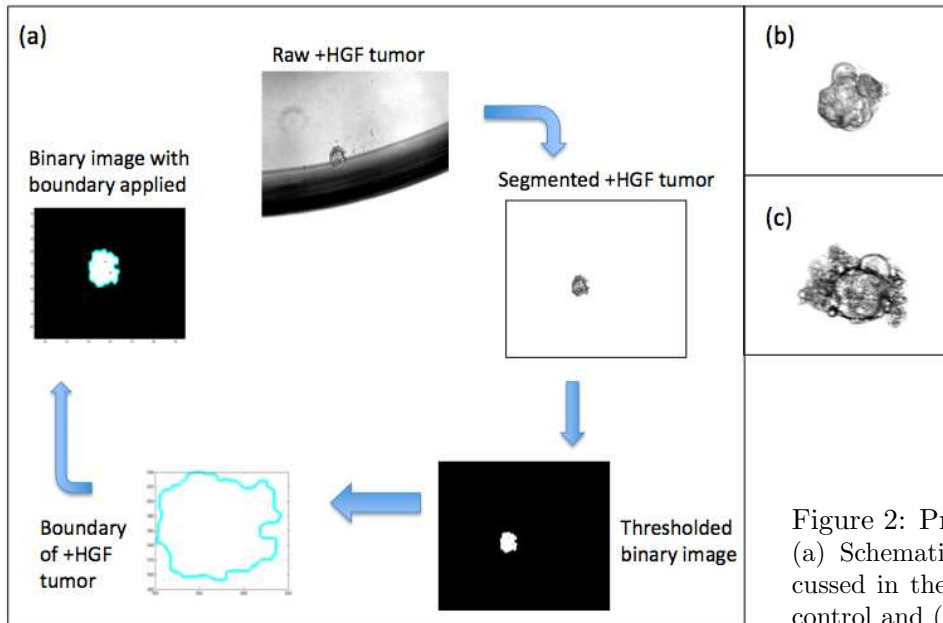 (a)
Raw +HGF tumor
Binary image with
boundary applied
Segmented +HGF tumor
Boundary
of +HGF
tumor
Thresholded
binary image
(b)
(c)
Figure 2: Pr
(a) Schemati
cussed in the
control and (